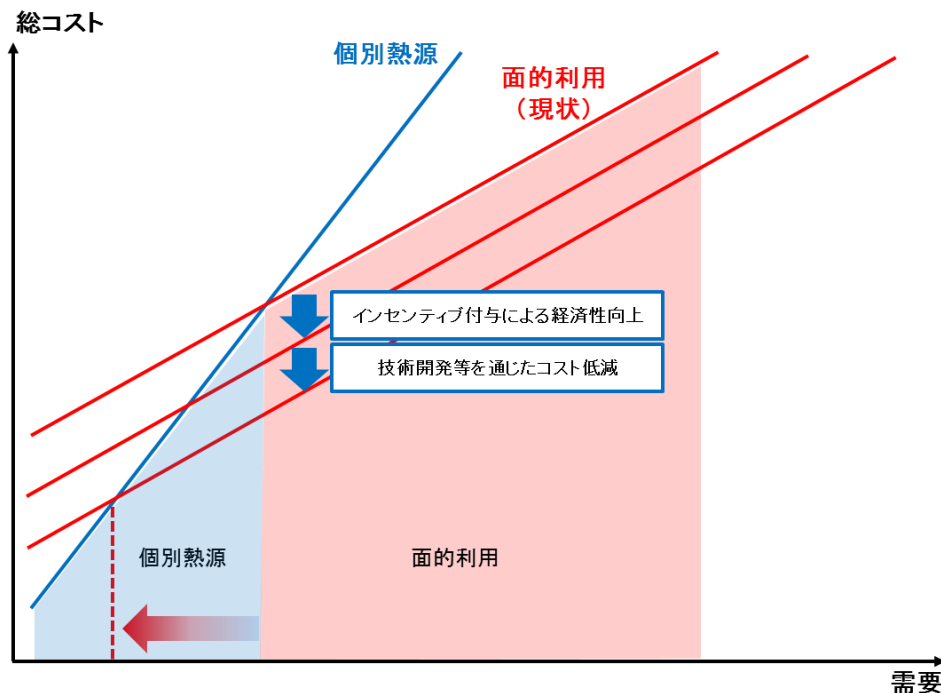 総コスト
個別熱源
面的利用
（現状）
インセンティブ付与による経済性向上
技術開発等を通じたコスト低減
個別熱源
面的利用
需要